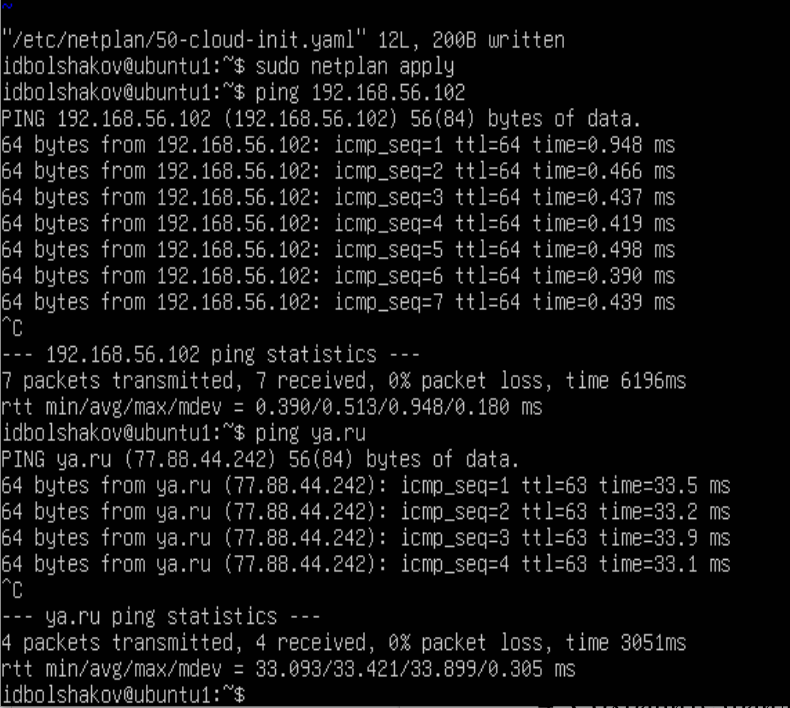 ~
"/etc/netplan/50-cloud-init.yaml" 12L, 200B written
idbolshakov@ubuntu1:~$ sudo netplan apply
idbolshakov@ubuntu1:~$ ping 192.168.56.102
PING 192.168.56.102 (192.168.56.102) 56(84) bytes of data.
64 bytes from 192.168.56.102: icmp_seq=1 ttl=64 time=0.948 ms
64 bytes from 192.168.56.102: icmp_seq=2 ttl=64 time=0.466 ms
64 bytes from 192.168.56.102: icmp_seq=3 ttl=64 time=0.437 ms
64 bytes from 192.168.56.102: icmp_seq=4 ttl=64 time=0.419 ms
64 bytes from 192.168.56.102: icmp_seq=5 ttl=64 time=0.498 ms
64 bytes from 192.168.56.102: icmp_seq=6 ttl=64 time=0.390 ms
64 bytes from 192.168.56.102: icmp_seq=7 ttl=64 time=0.439 ms
^C
--- 192.168.56.102 ping statistics ---
7 packets transmitted, 7 received, 0% packet loss, time 6196ms
rtt min/avg/max/mdev = 0.390/0.513/0.948/0.180 ms
idbolshakov@ubuntu1:~$ ping ya.ru
PING ya.ru (77.88.44.242) 56(84) bytes of data.
64 bytes from ya.ru (77.88.44.242): icmp_seq=1 ttl=63 time=33.5 ms
64 bytes from ya.ru (77.88.44.242): icmp_seq=2 ttl=63 time=33.2 ms
64 bytes from ya.ru (77.88.44.242): icmp_seq=3 ttl=63 time=33.9 ms
64 bytes from ya.ru (77.88.44.242): icmp_seq=4 ttl=63 time=33.1 ms
^C
--- ya.ru ping statistics ---
4 packets transmitted, 4 received, 0% packet loss, time 3051ms
rtt min/avg/max/mdev = 33.093/33.421/33.899/0.305 ms
idbolshakov@ubuntu1:~$